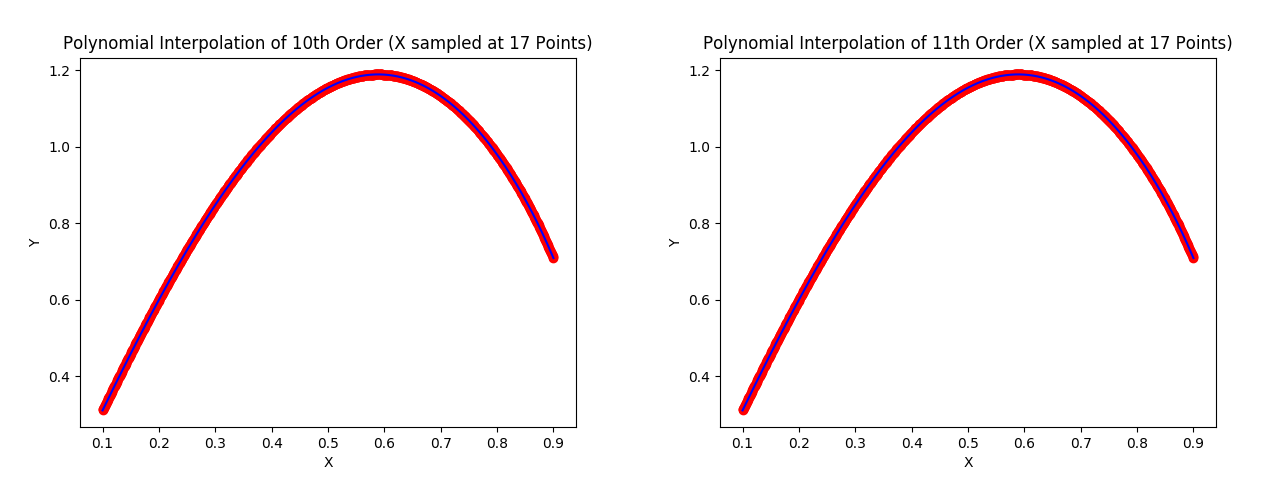 Polynomial Interpolation of 10th Order (X sampled at 17 Points)
1.2
1.0
0.8
0.6
0.4
Y
0.1 0.2 0.3 0.4 0.5 0.6 0.7 0.8 0.9
X
Polynomial Interpolation of 11th Order (X sampled at 17 Points)
1.2
1.0
0.8
0.6
0.4
Y
0.1 0.2 0.3 0.4 0.5 0.6 0.7 0.8 0.9
X